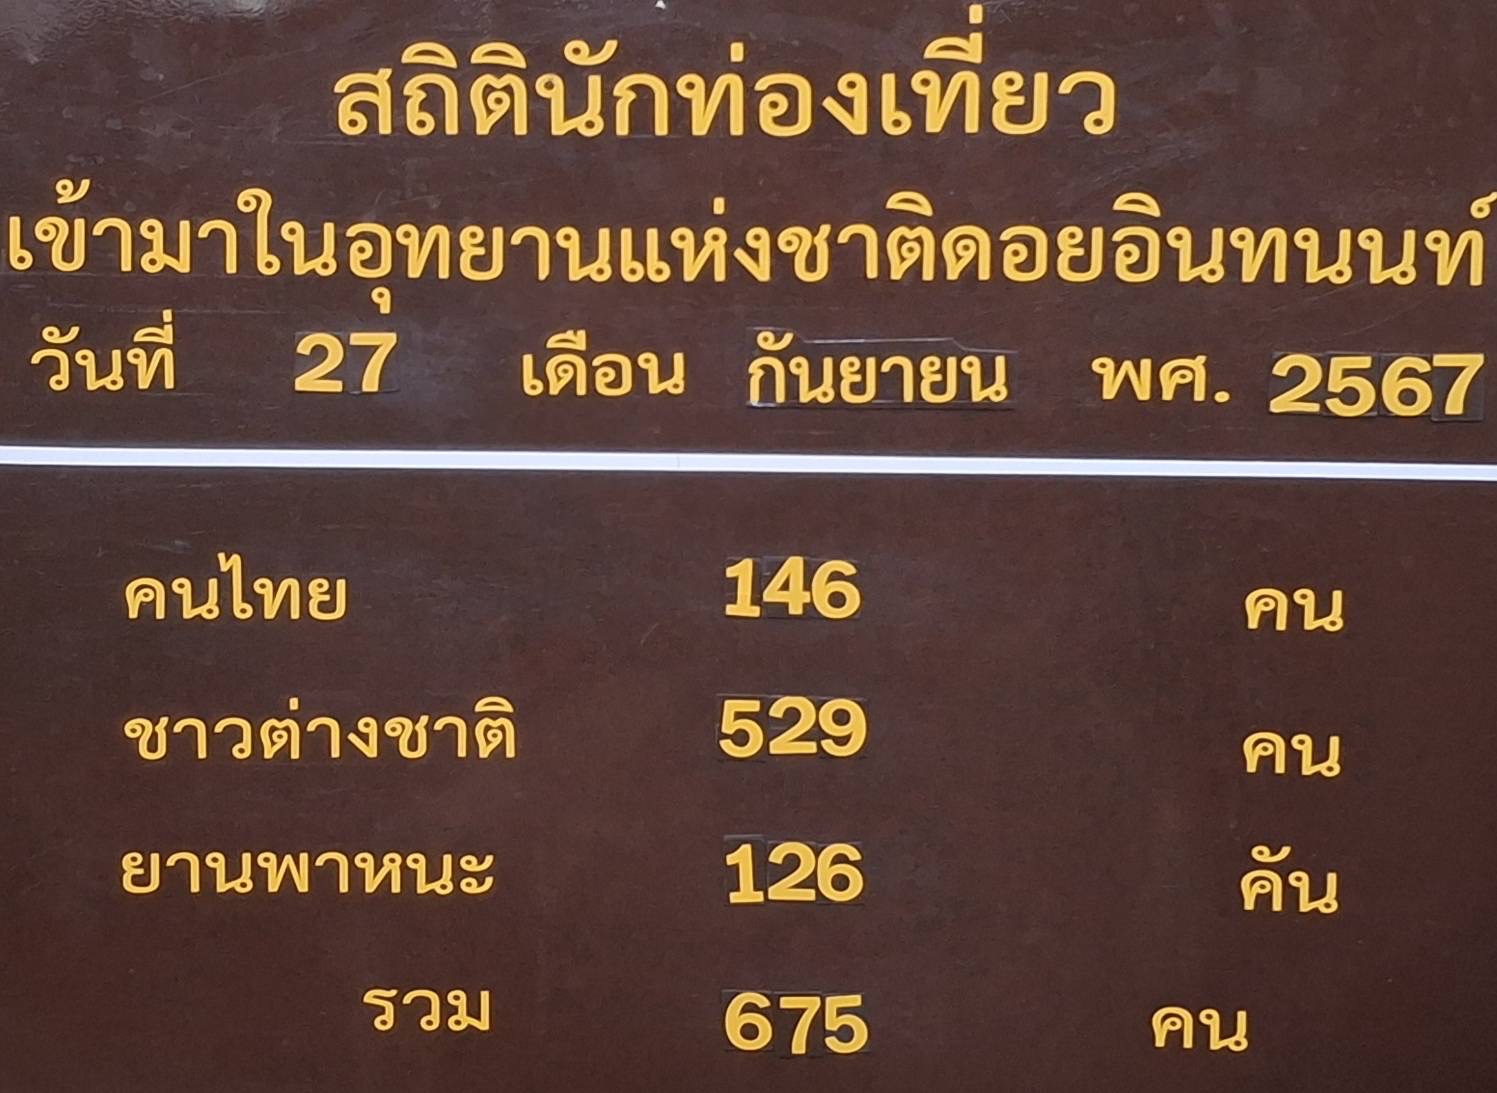 สถิตินักท่องเที่ยว
เข้ามาในอุทยานแห่งชาติดอยอินทนนท์
วันที่ 27 เดือน กันยายน พศ. 2567
คนไทย 146 คน
ชาวต่างชาติ 529 คน
ยานพาหนะ 126 คัน
รวม 675 คน